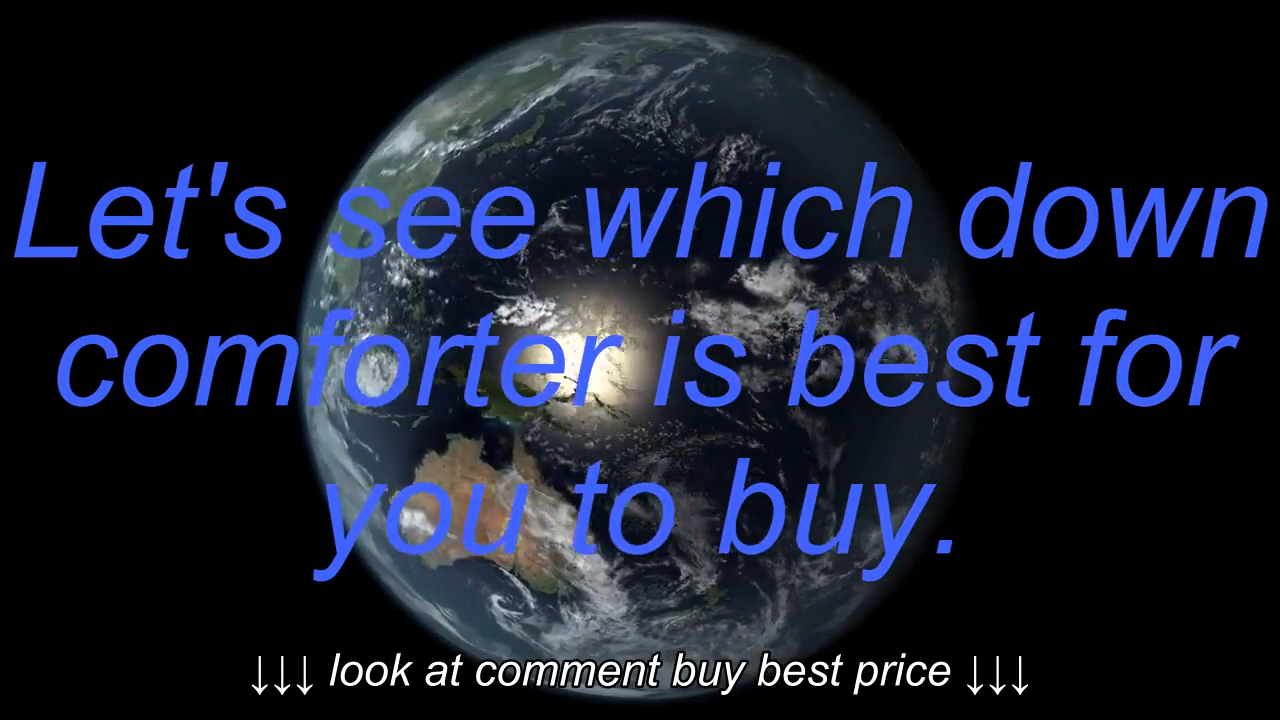 Let's see which down
comforter is best for
you to buy.
↓↓↓ look at comment buy best price ↓↓↓